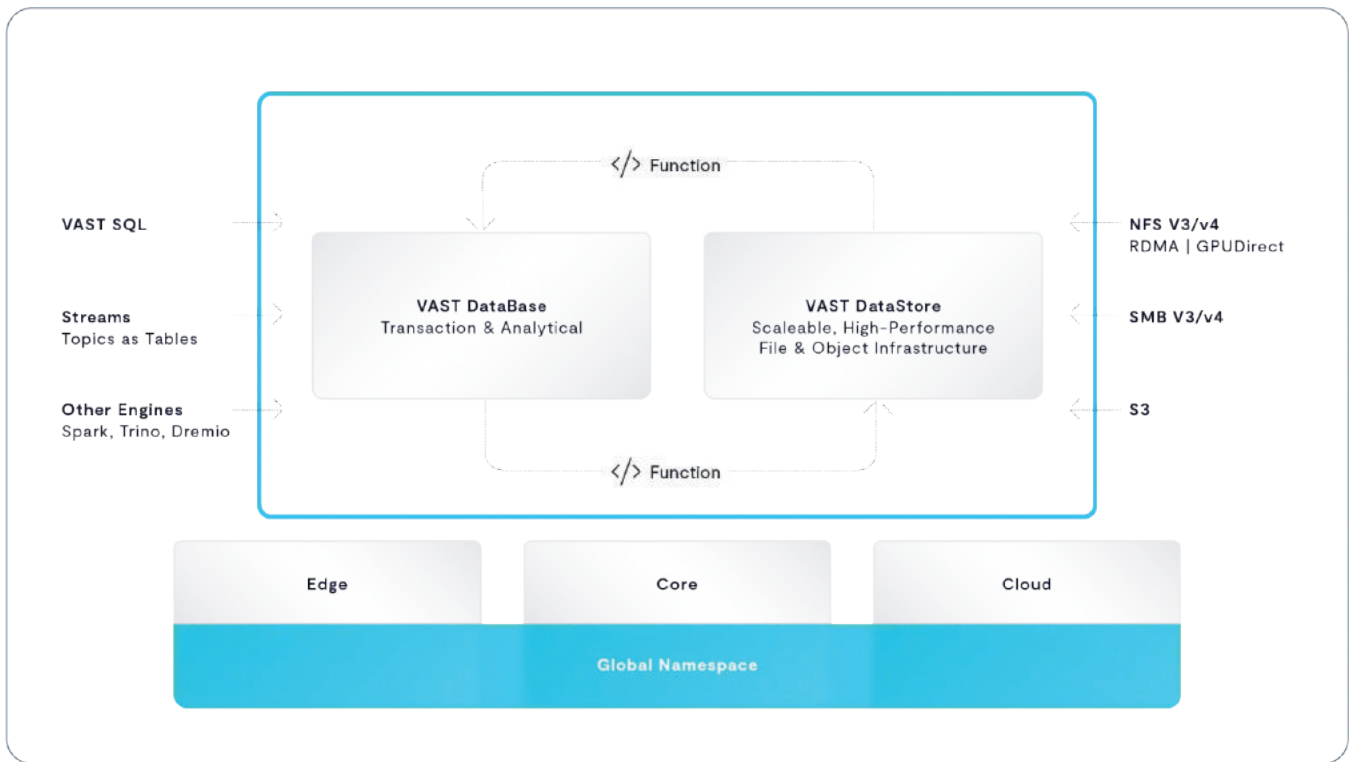 </> Function
VAST SQL
Streams
Topics as Tables
Other Engines
Spark, Trino, Dremio
VAST DataBase
Transaction & Analytical
VAST DataStore
Scaleable, High-Performance
File & Object Infrastructure
NFS V3/v4
RDMA | GPUDirect
SMB V3/v4
S3
</> Function
Edge
Core
Cloud
Global Namespace